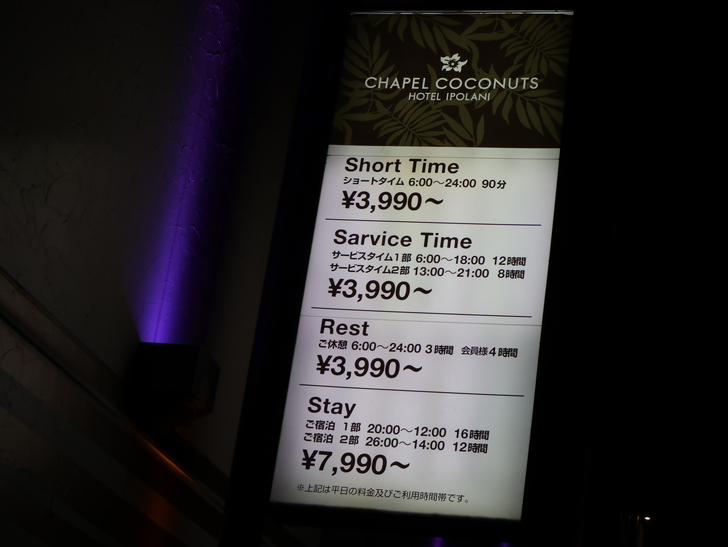 CHAPEL COCONUTS
HOTEL IPOLANI
Short Time
ショートタイム 6:00～24:00 90分
¥3,990～
Sarvice Time
サービスタイム1部 6:00～18:00 12時間
サービスタイム2部 13:00～21:00 8時間
¥3,990～
Rest
ご休憩 6:00～24:00 3時間 会員様4時間
¥3,990～
Stay
ご宿泊 1部 20:00～12:00 16時間
ご宿泊 2部 26:00～14:00 12時間
¥7,990～
※上記は平日の料金及びご利用時間帯です。